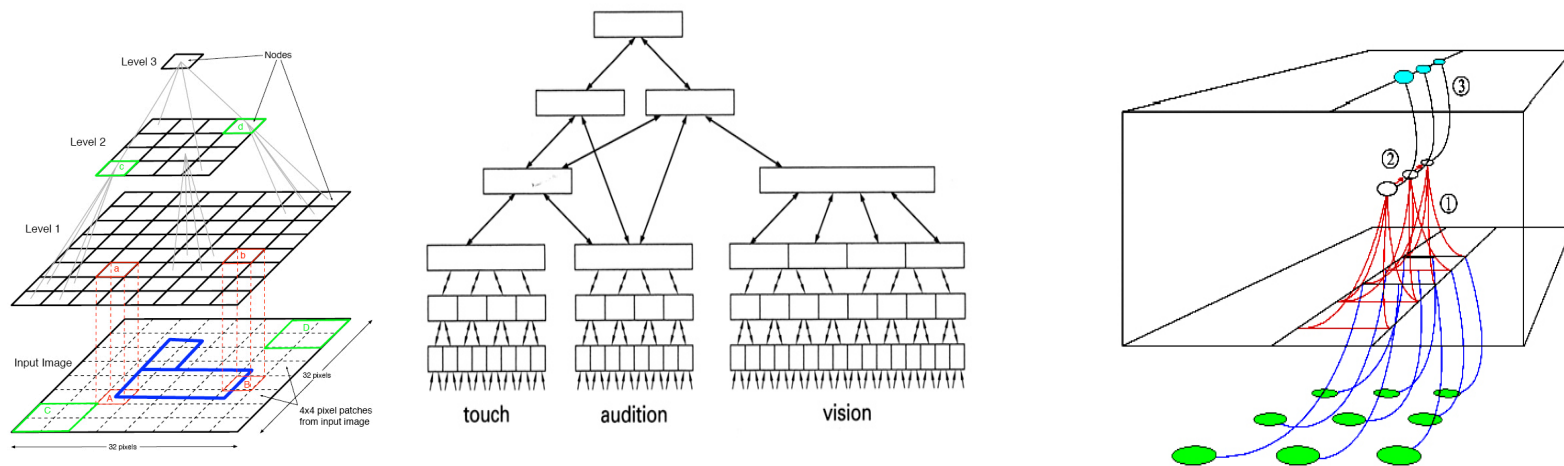 Level 3
Nodes
Level 2
d
c
Level 1
a
b
Input Image
D
C
A
B
32 pixels
4x4 pixel patches
from input image
32 pixels
touch
audition
vision
3
2
1